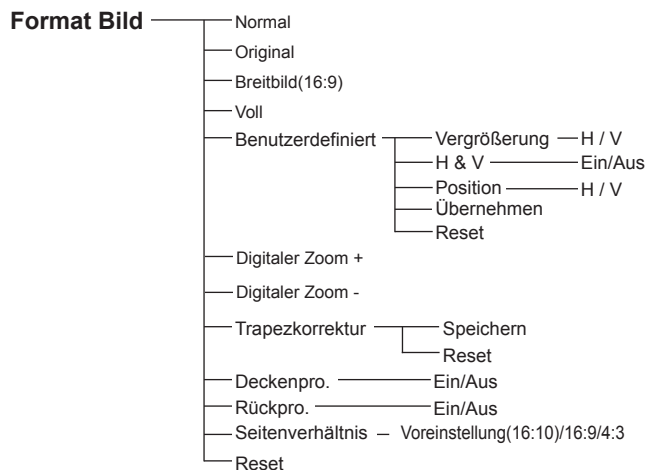 Format Bild
Normal
Original
Breitbild(16:9)
Voll
Benutzerdefiniert Vergrößerung H / V
H & V Ein/Aus
Position H / V
Übernehmen
Reset
Digitaler Zoom +
Digitaler Zoom -
Trapezkorrektur Speichern
Reset
Deckenpro. Ein/Aus
Rückpro. Ein/Aus
Seitenverhältnis Voreinstellung(16:10)/16:9/4:3
Reset